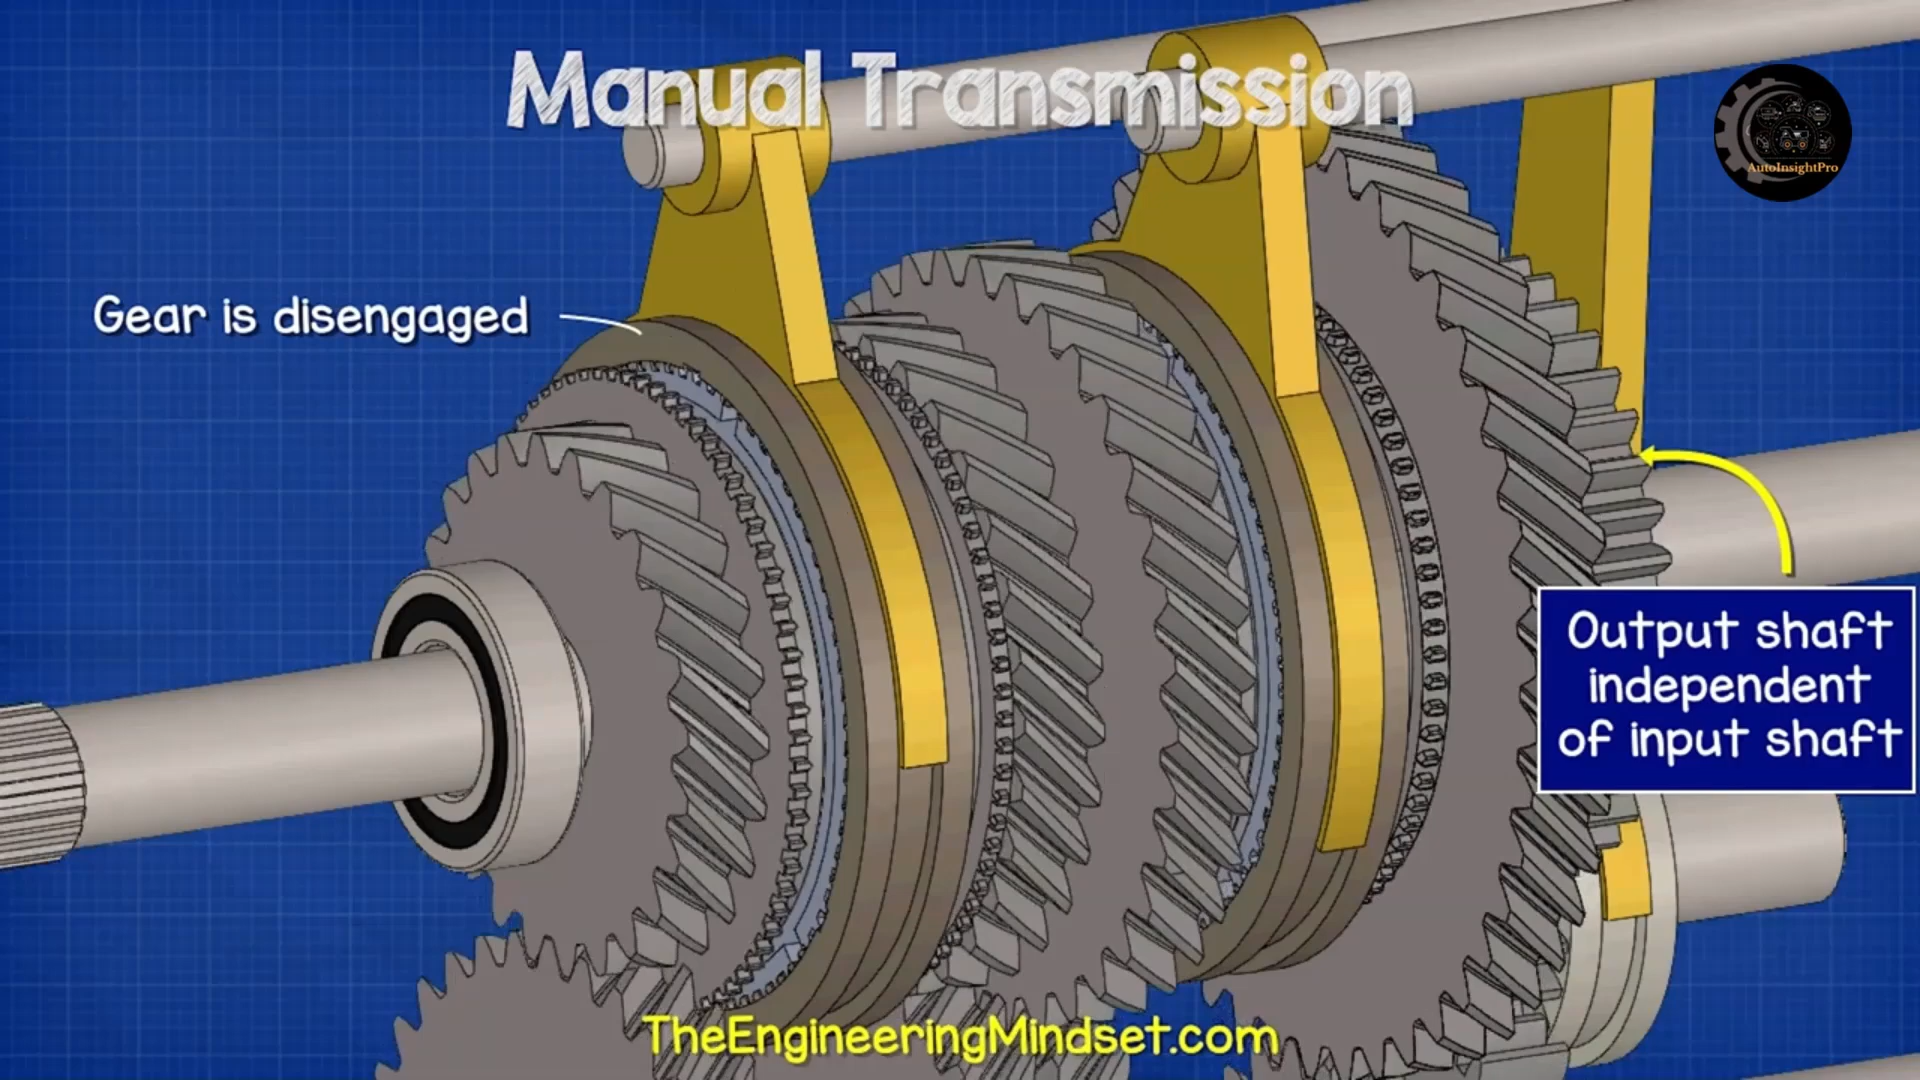 Manual Transmission
AutoInsightPro
Gear is disengaged
Output shaft
independent
of input shaft
TheEngineeringMindset.com